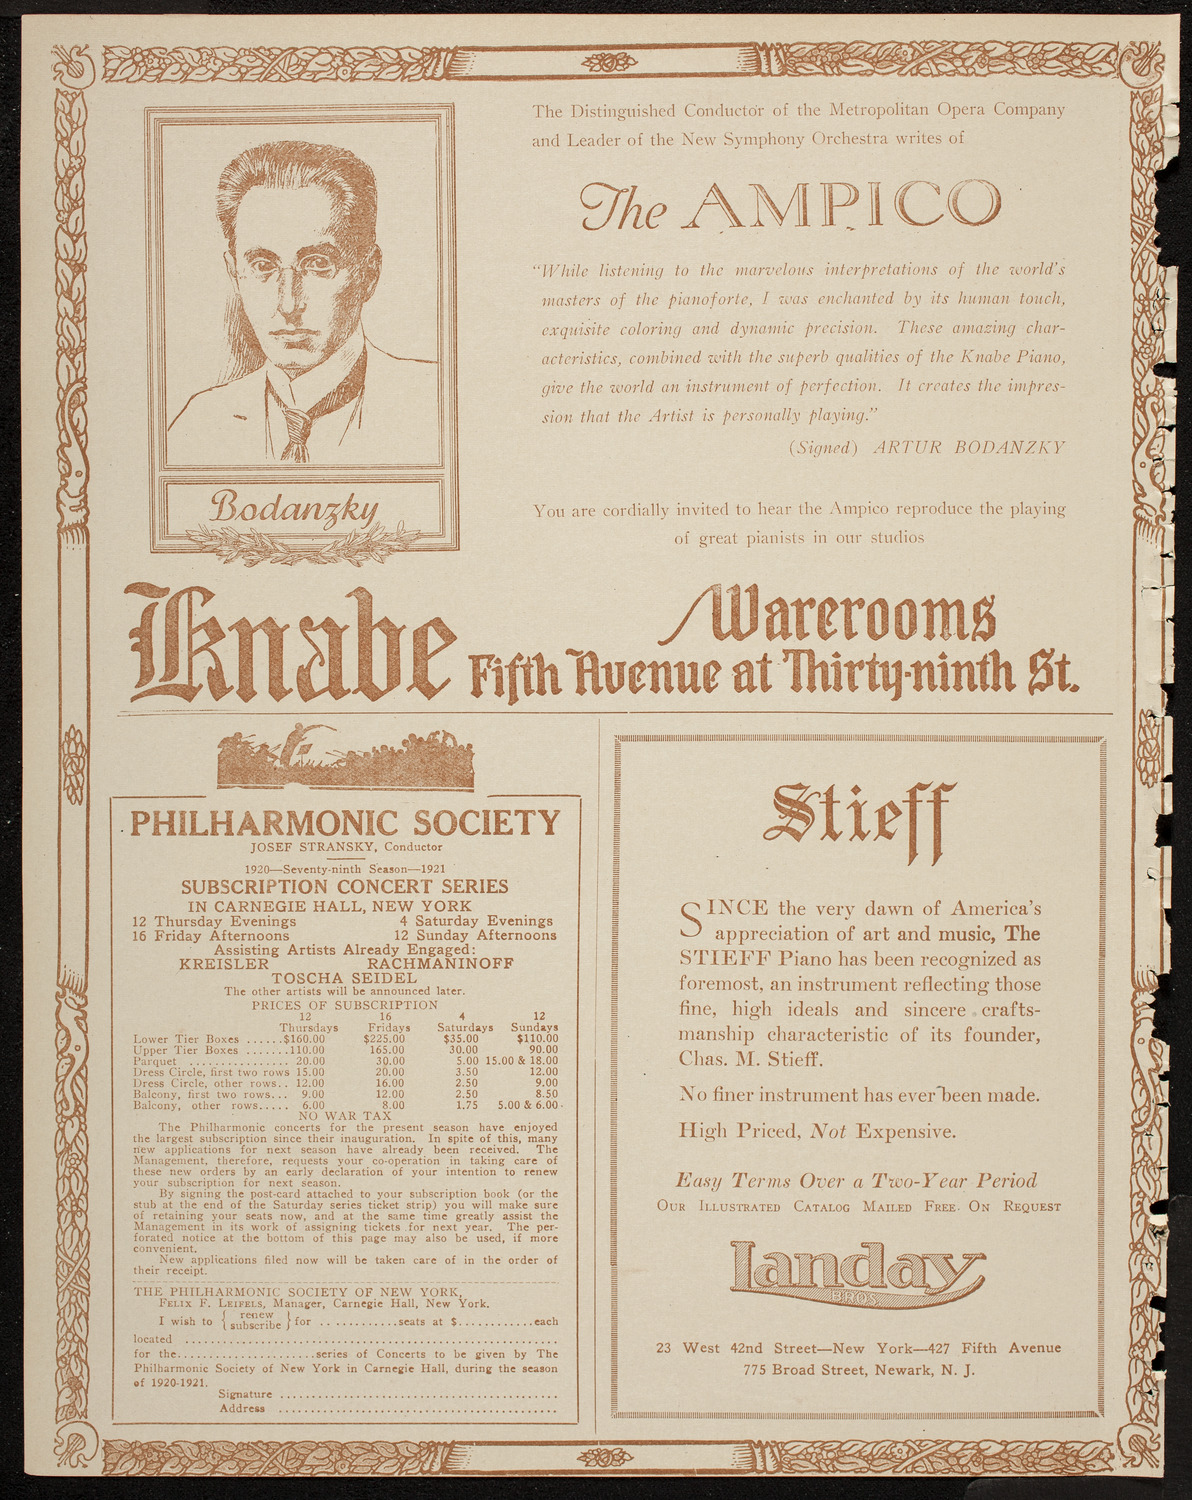 The Distinguished Conductor of the Metropolitan Opera Company
and Leader of the New Symphony Orchestra writes of
The AMPICO
"While listening to the marvelous interpretations of the world's
masters of the pianoforte, I was enchanted by its human touch,
exquisite coloring and dynamic precision. These amazing char-
acteristics, combined with the superb qualities of the Knabe Piano,
give the world an instrument of perfection. It creates the impres-
sion that the Artist is personally playing."
(Signed) ARTUR BODANZKY
Bodanzky
You are cordially invited to hear the Ampico reproduce the playing
of great pianists in our studios
Knabe Warerooms
Fifth Avenue at Thirty-ninth St.
PHILHARMONIC SOCIETY
JOSEF STRANSKY, Conductor
1920—Seventy-ninth Season—1921
SUBSCRIPTION CONCERT SERIES
IN CARNEGIE HALL, NEW YORK
12 Thursday Evenings 4 Saturday Evenings
16 Friday Afternoons 12 Sunday Afternoons
Assisting Artists Already Engaged:
KREISLER RACHMANINOFF
TOSCHA SEIDEL
The other artists will be announced later.
PRICES OF SUBSCRIPTION
12 16 4 12
Thursdays Fridays Saturdays Sundays
Lower Tier Boxes ......$160.00 $225.00 $35.00 $110.00
Upper Tier Boxes .......110.00 165.00 30.00 90.00
Parquet ................ 20.00 30.00 5.00 15.00 & 18.00
Dress Circle, first two rows 15.00 20.00 3.50 12.00
Dress Circle, other rows.. 12.00 16.00 2.50 9.00
Balcony, first two rows... 9.00 12.00 2.50 8.50
Balcony, other rows..... 6.00 8.00 1.75 5.00 & 6.00
NO WAR TAX
The Philharmonic concerts for the present season have enjoyed
the largest subscription since their inauguration. In spite of this, many
new applications for next season have already been received. The
Management, therefore, requests your co-operation in taking care of
these new orders by an early declaration of your intention to renew
your subscription for next season.
By signing the post-card attached to your subscription book (or the
stub at the end of the Saturday series ticket strip) you will make sure
of retaining your seats now, and at the same time greatly assist the
Management in its work of assigning tickets for next year. The per-
forated notice at the bottom of this page may also be used, if more
convenient.
New applications filed now will be taken care of in the order of
their receipt.
THE PHILHARMONIC SOCIETY OF NEW YORK,
FELIX F. LEIFELS, Manager, Carnegie Hall, New York.
I wish to { renew subscribe } for .. ...........seats at $............each
located ................................................................
for the......................series of Concerts to be given by The
Philharmonic Society of New York in Carnegie Hall, during the season
of 1920-1921.
Signature ...........................................
Address ...........................................
Stieff
SINCE the very dawn of America's
appreciation of art and music, The
STIEFF Piano has been recognized as
foremost, an instrument reflecting those
fine, high ideals and sincere crafts-
manship characteristic of its founder,
Chas. M. Stieff.
No finer instrument has ever been made.
High Priced, Not Expensive.
Easy Terms Over a Two-Year Period
OUR ILLUSTRATED CATALOG MAILED FREE ON REQUEST
Landay
BROS.
23 West 42nd Street—New York—427 Fifth Avenue
775 Broad Street, Newark, N. J.